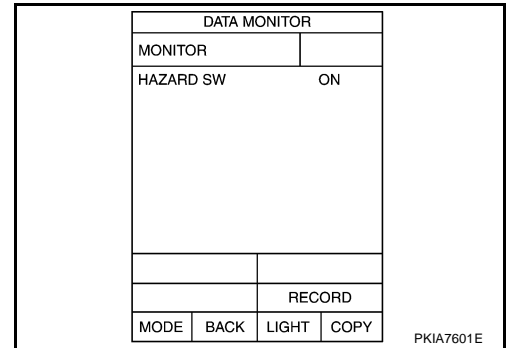 DATA MONITOR
MONITOR
HAZARD SW ON
RECORD
MODE BACK LIGHT COPY
PKIA7601E